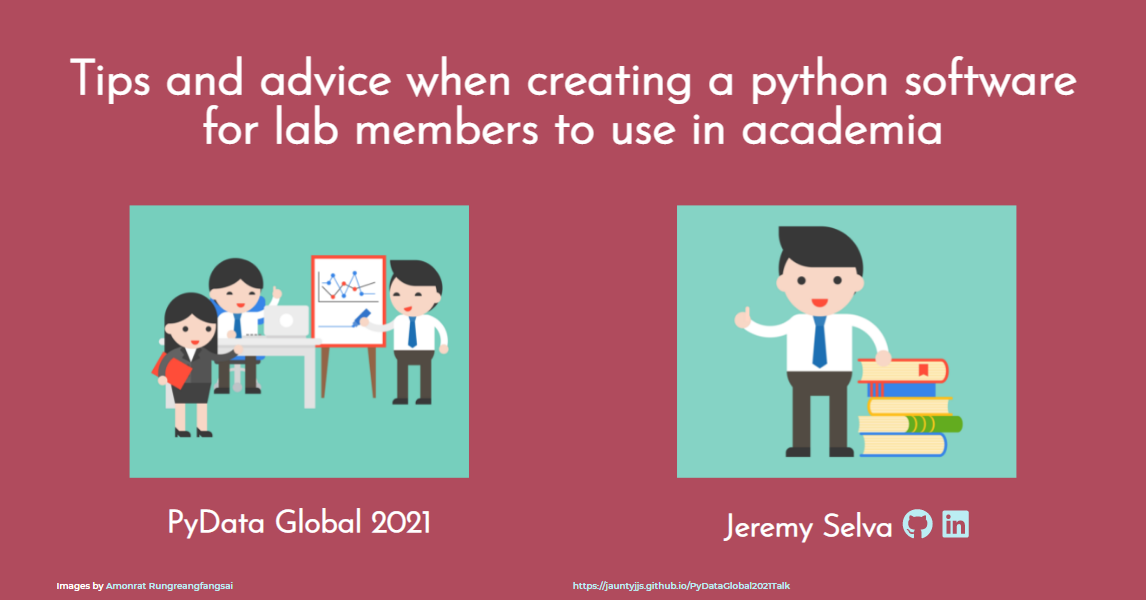 Tips and advice when creating a python software
for lab members to use in academia
PyData Global 2021
Jeremy Selva
Images by Amonrat Rungreangfangsai
https://jauntyjjs.github.io/PyDataGlobal2021Talk